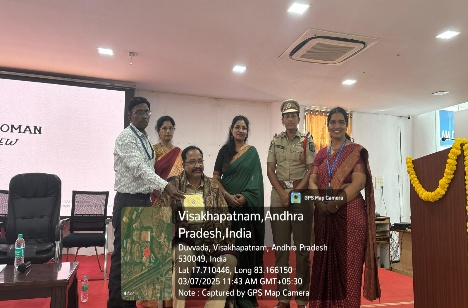 OMAN
EW
GPS Map Camera
Visakhapatnam,Andhra
Pradesh,India
Duvvada, Visakhapatnam, Andhra Pradesh
530049, India
Lat 17.710446, Long 83.166150
03/07/2025 11:43 AM GMT+05:30
Note : Captured by GPS Map Camera